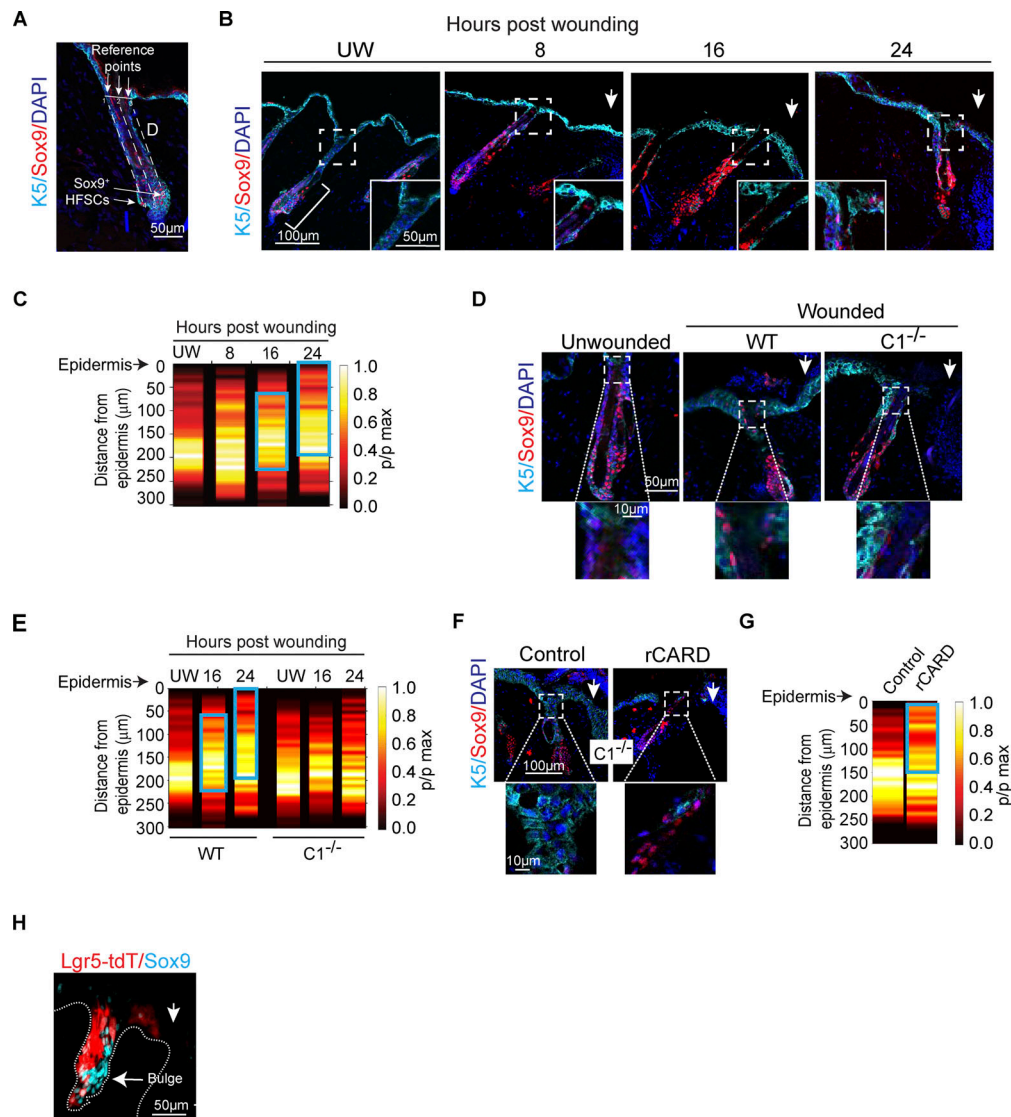 A
Reference
points
1 2 3
D
Sox9+
HFSCs
50µm
K5/Sox9/DAPI
B
Hours post wounding
UW 8 16 24
K5/Sox9/DAPI
100µm
50µm
C
Hours post wounding
UW 8 16 24
Epidermis
0
50
100
150
200
250
300
Distance from
epidermis (µm)
1.0
0.8
0.6
0.4
0.2
0.0
p/p max
D
Wounded
Unwounded WT C1-/-
K5/Sox9/DAPI
50µm
10µm
E
Hours post wounding
UW 16 24 UW 16 24
Epidermis
0
50
100
150
200
250
300
Distance from
epidermis (µm)
1.0
0.8
0.6
0.4
0.2
0.0
p/p max
WT C1-/-
F
Control rCARD
K5/Sox9/DAPI
C1-/-
100µm
10µm
G
Control
rCARD
Epidermis
0
50
100
150
200
250
300
Distance from
epidermis (µm)
1.0
0.8
0.6
0.4
0.2
0.0
p/p max
H
Lgr5-tdT/Sox9
Bulge
50µm